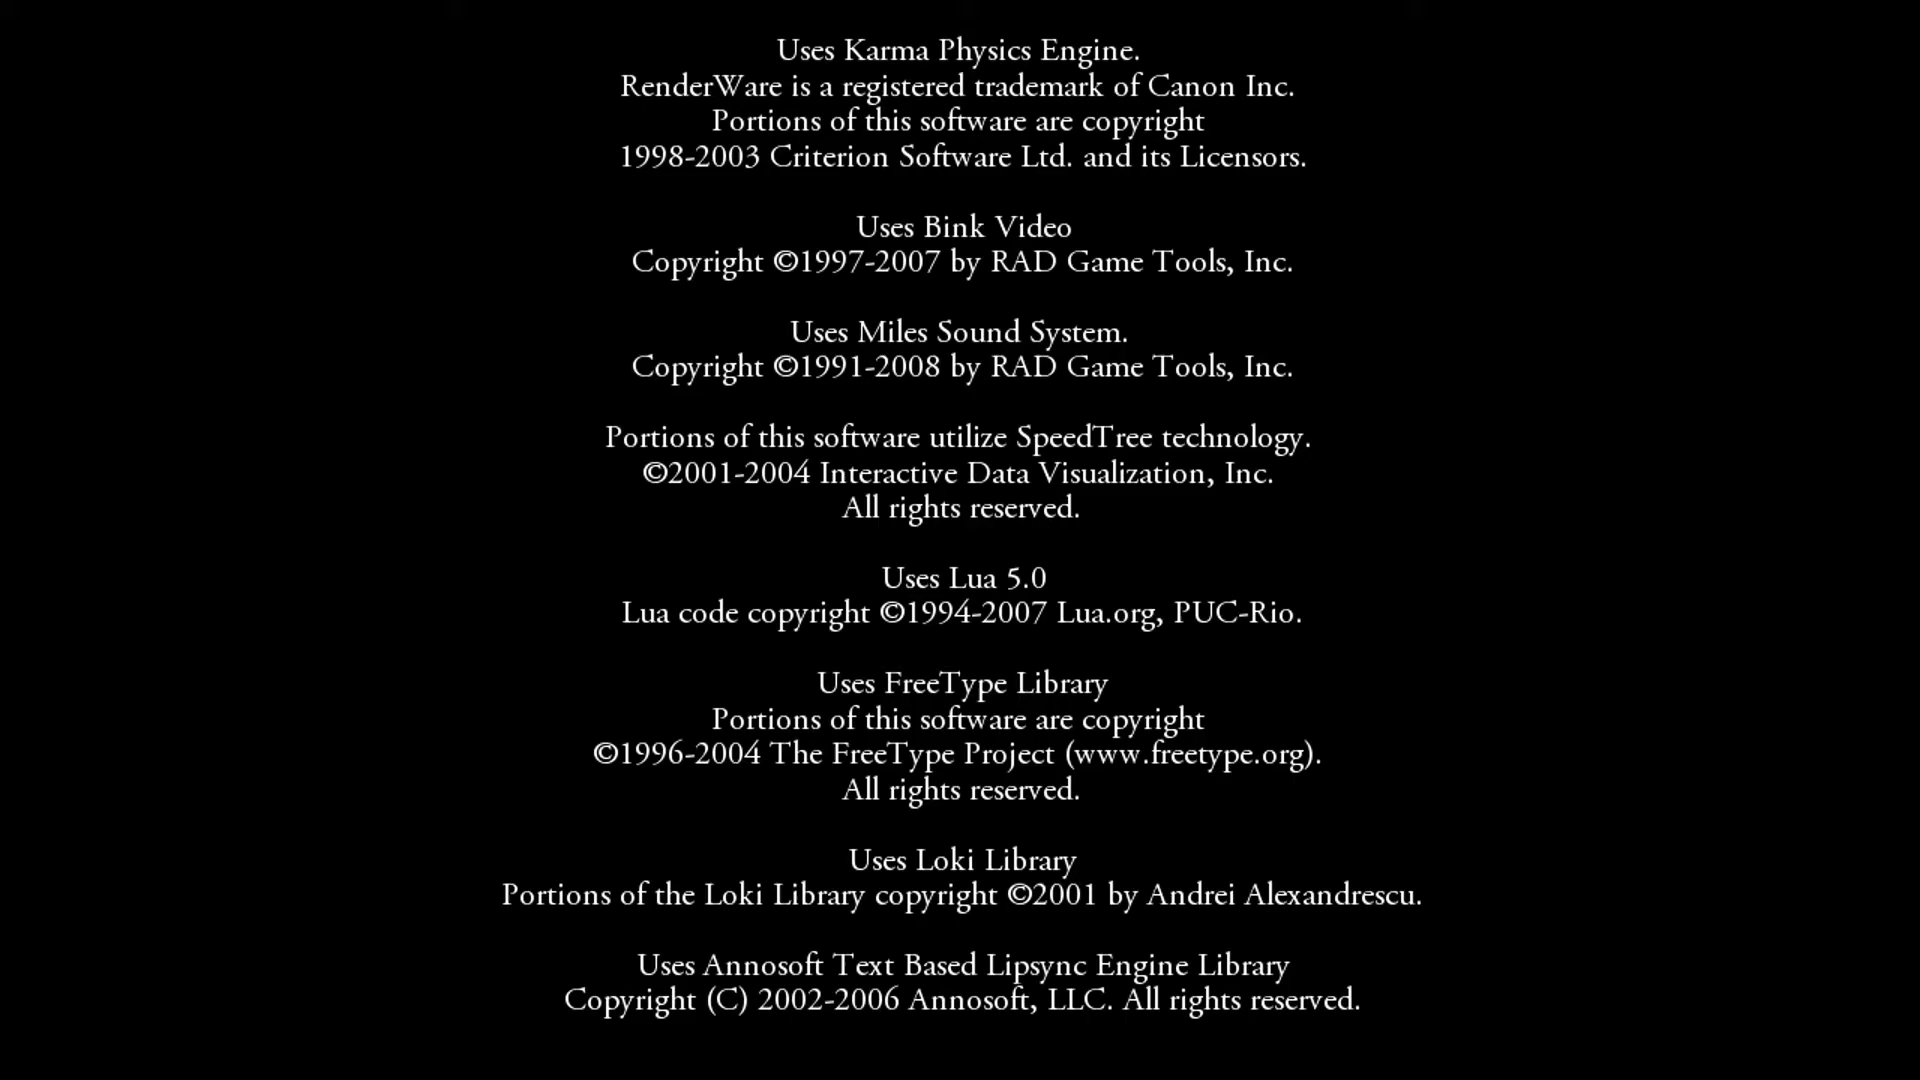 Uses Karma Physics Engine.
RenderWare is a registered trademark of Canon Inc.
Portions of this software are copyright
1998-2003 Criterion Software Ltd. and its Licensors.
Uses Bink Video
Copyright ©1997-2007 by RAD Game Tools, Inc.
Uses Miles Sound System.
Copyright ©1991-2008 by RAD Game Tools, Inc.
Portions of this software utilize SpeedTree technology.
©2001-2004 Interactive Data Visualization, Inc.
All rights reserved.
Uses Lua 5.0
Lua code copyright ©1994-2007 Lua.org, PUC-Rio.
Uses FreeType Library
Portions of this software are copyright
©1996-2004 The FreeType Project (www.freetype.org).
All rights reserved.
Uses Loki Library
Portions of the Loki Library copyright ©2001 by Andrei Alexandrescu.
Uses Annosoft Text Based Lipsync Engine Library
Copyright (C) 2002-2006 Annosoft, LLC. All rights reserved.